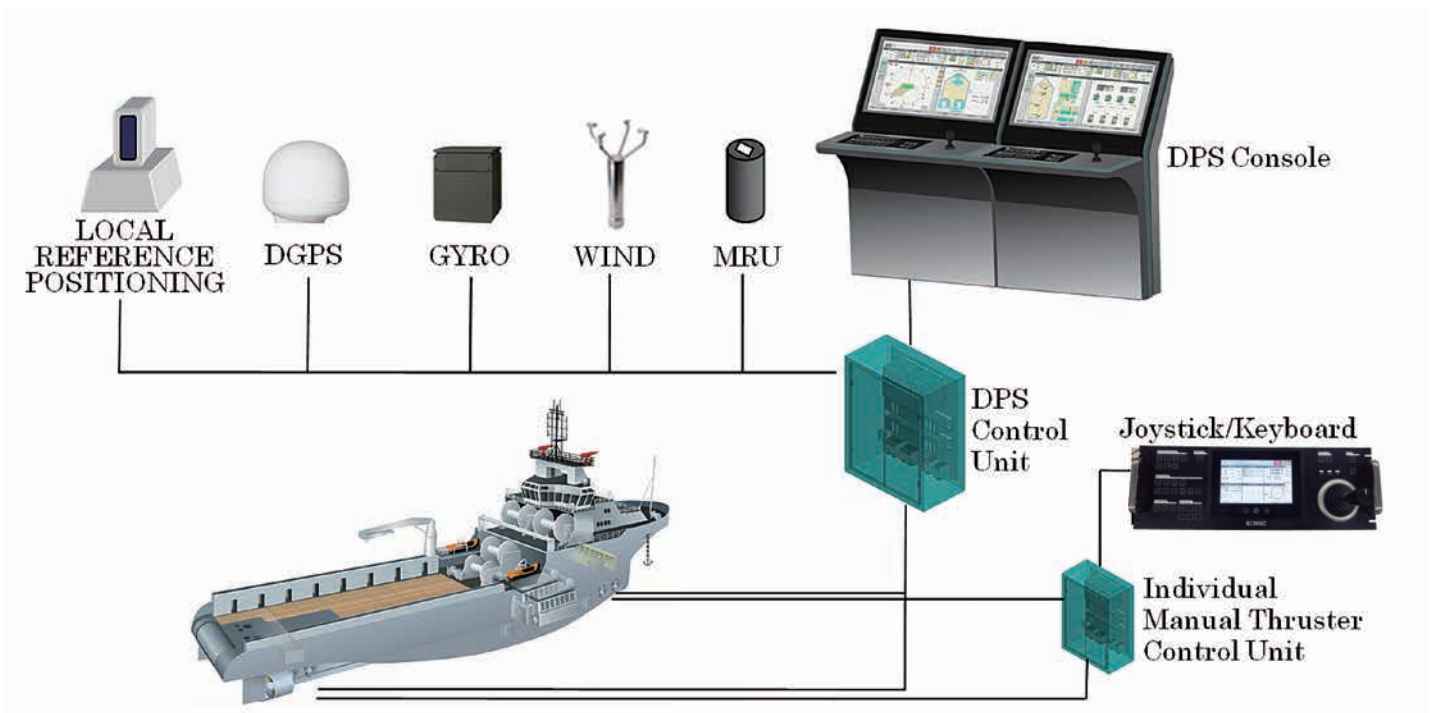 LOCAL
REFERENCE
POSITIONING
DGPS
GYRO
WIND
MRU
DPS Console
DPS
Control
Unit
Joystick/Keyboard
Individual
Manual Thruster
Control Unit